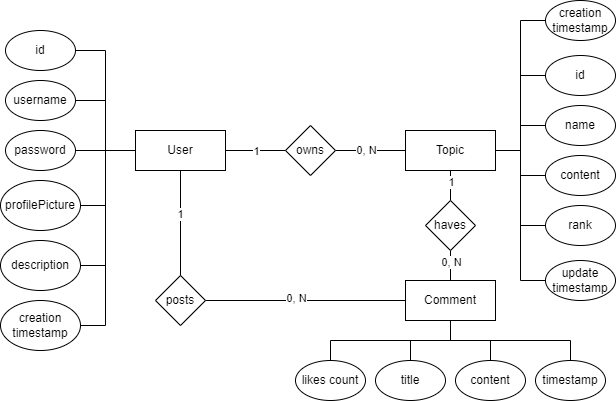 creation
timestamp
id
username
password
profilePicture
description
creation
timestamp
User
1
owns
0, N
Topic
id
name
content
rank
update
timestamp
1
haves
0, N
1
posts
0, N
Comment
likes count
title
content
timestamp